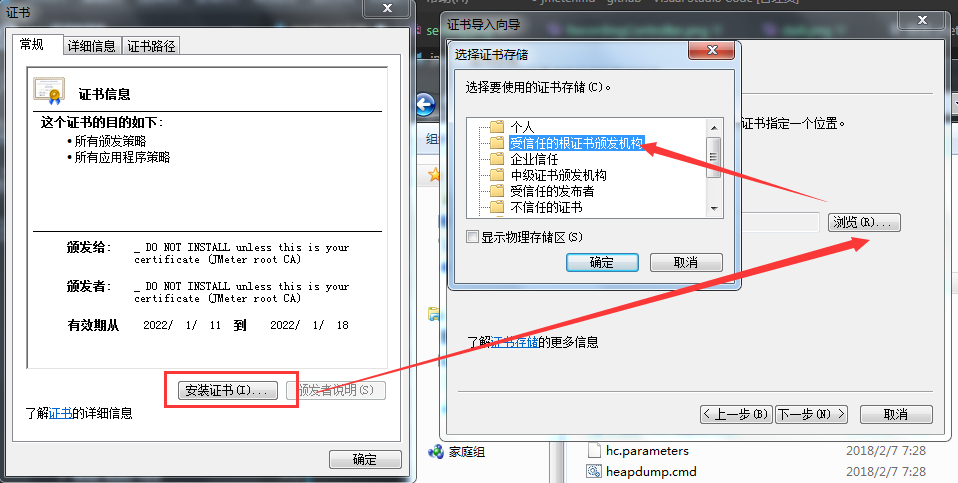 证书
常规
详细信息
证书路径
证书信息
这个证书的目的如下:
• 所有颁发策略
• 所有应用程序策略
颁发给: _ DO NOT INSTALL unless this is your
certificate (JMeter root CA)
颁发者: _ DO NOT INSTALL unless this is your
certificate (JMeter root CA)
有效期从 2022/ 1/ 11 到 2022/ 1/ 18
安装证书(I)...
颁发者说明(S)
了解证书的详细信息
确定
证书导入向导
选择证书存储
选择要使用的证书存储(C)。
个人
受信任的根证书颁发机构
企业信任
中级证书颁发机构
受信任的发布者
不信任的证书
显示物理存储区(S)
确定
取消
证书指定一个位置。
浏览(R)...
了解证书存储的更多信息
< 上一步(B)
下一步(N) >
取消
家庭组
hc.parameters 2018/2/7 7:28
heapdump.cmd 2018/2/7 7:28